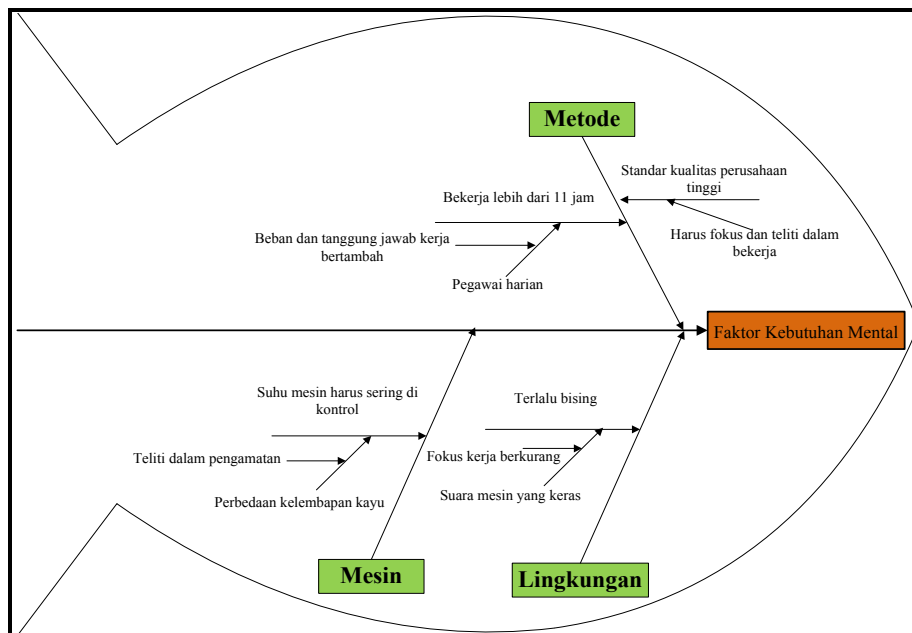 Metode
Standar kualitas perusahaan
tinggi
Bekerja lebih dari 11 jam
Harus fokus dan teliti dalam
bekerja
Beban dan tanggung jawab kerja
bertambah
Pegawai harian
Faktor Kebutuhan Mental
Suhu mesin harus sering di
kontrol
Teliti dalam pengamatan
Perbedaan kelembapan kayu
Terlalu bising
Fokus kerja berkurang
Suara mesin yang keras
Mesin
Lingkungan